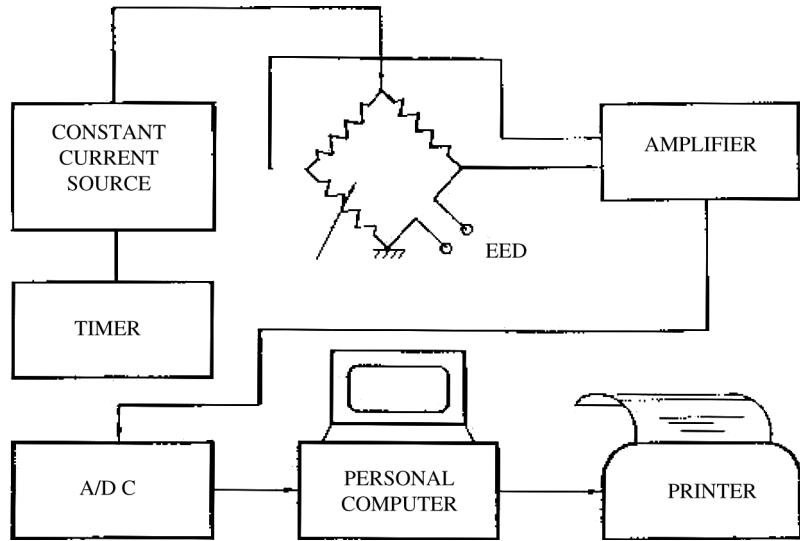 CONSTANT
CURRENT
SOURCE
AMPLIFIER
EED
TIMER
A/D C
PERSONAL
COMPUTER
PRINTER